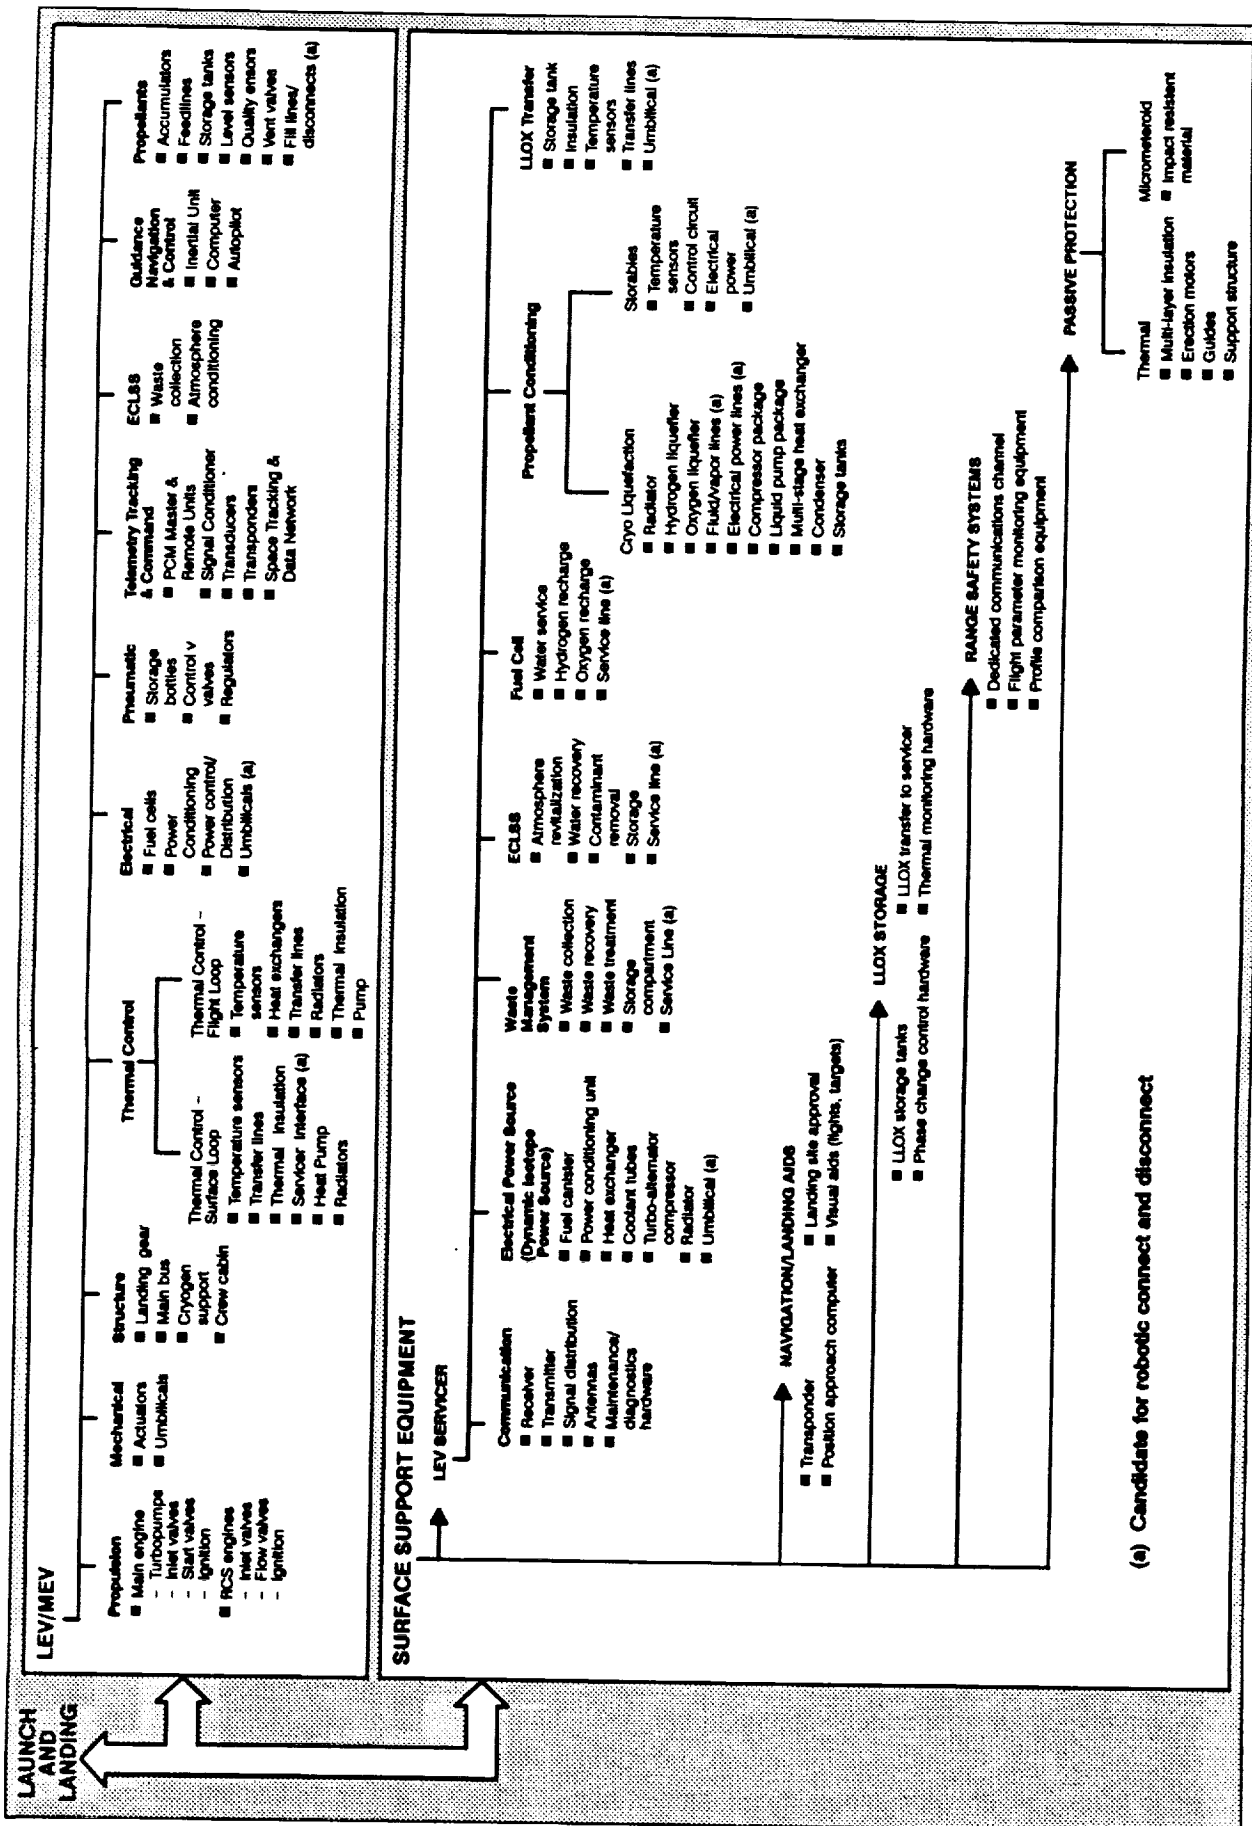 LAUNCH
AND
LANDING
LEV/MEV
Propulsion
■ Main engine
– Turbopumps
– Inlet valves
– Start valves
– Ignition
■ RCS engines
– Inlet valves
– Flow valves
– Ignition
Mechanical
■ Actuators
■ Umbilicals
Structure
■ Landing gear
■ Main bus
■ Cryogen
support
■ Crew cabin
Thermal Control
Thermal Control –
Surface Loop
■ Temperature sensors
■ Transfer lines
■ Thermal Insulation
■ Servicer Interface (a)
■ Heat Pump
■ Radiators
Thermal Control –
Flight Loop
■ Temperature
sensors
■ Heat exchangers
■ Transfer lines
■ Radiators
■ Thermal Insulation
■ Pump
Electrical
■ Fuel cells
■ Power
Conditioning
■ Power control/
Distribution
■ Umbilicals (a)
Pneumatic
■ Storage
bottles
■ Control v
valves
■ Regulators
Telemetry Tracking
& Command
■ PCM Master &
Remote Units
■ Signal Conditioner
■ Transducers
■ Transponders
■ Space Tracking &
Data Network
ECLSS
■ Waste
collection
■ Atmosphere
conditioning
Guidance
Navigation
& Control
■ Inertial Unit
■ Computer
■ Autopilot
Propellants
■ Accumulators
■ Feedlines
■ Storage tanks
■ Level sensors
■ Quality ensors
■ Vent valves
■ Fill lines/
disconnects (a)
SURFACE SUPPORT EQUIPMENT
LEV SERVICER
Communication
■ Receiver
■ Transmitter
■ Signal distribution
■ Antennas
■ Maintenance/
diagnostics
hardware
Electrical Power Source
(Dynamic Isotope
Power Source)
■ Fuel canister
■ Power conditioning unit
■ Heat exchanger
■ Coolant tubes
■ Turbo-alternator
compressor
■ Radiator
■ Umbilical (a)
Waste
Management
System
■ Waste collection
■ Waste recovery
■ Waste treatment
■ Storage
compartment
■ Service Line (a)
ECLSS
■ Atmosphere
revitalization
■ Water recovery
■ Contaminant
removal
■ Storage
■ Service line (a)
Fuel Cell
■ Water service
■ Hydrogen recharge
■ Oxygen recharge
■ Service line (a)
Propellant Conditioning
Cryo Liquefaction
■ Radiator
■ Hydrogen liquefier
■ Oxygen liquefier
■ Fluid/vapor lines (a)
■ Electrical power lines (a)
■ Compressor package
■ Liquid pump package
■ Multi-stage heat exchanger
■ Condenser
■ Storage tanks
Storables
■ Temperature
sensors
■ Control circuit
■ Electrical
power
■ Umbilical (a)
LLOX Transfer
■ Storage tank
■ Insulation
■ Temperature
sensors
■ Transfer lines
■ Umbilical (a)
NAVIGATION/LANDING AIDS
■ Transponder
■ Position approach computer
■ Landing site approval
■ Visual aids (lights, targets)
LLOX STORAGE
■ LLOX storage tanks
■ Phase change control hardware
■ LLOX transfer to servicer
■ Thermal monitoring hardware
RANGE SAFETY SYSTEMS
■ Dedicated communications channel
■ Flight parameter monitoring equipment
■ Profile comparison equipment
PASSIVE PROTECTION
Thermal
■ Multi-layer insulation
■ Erection motors
■ Guides
■ Support structure
Micrometeroid
■ Impact resistent
material
(a) Candidate for robotic connect and disconnect